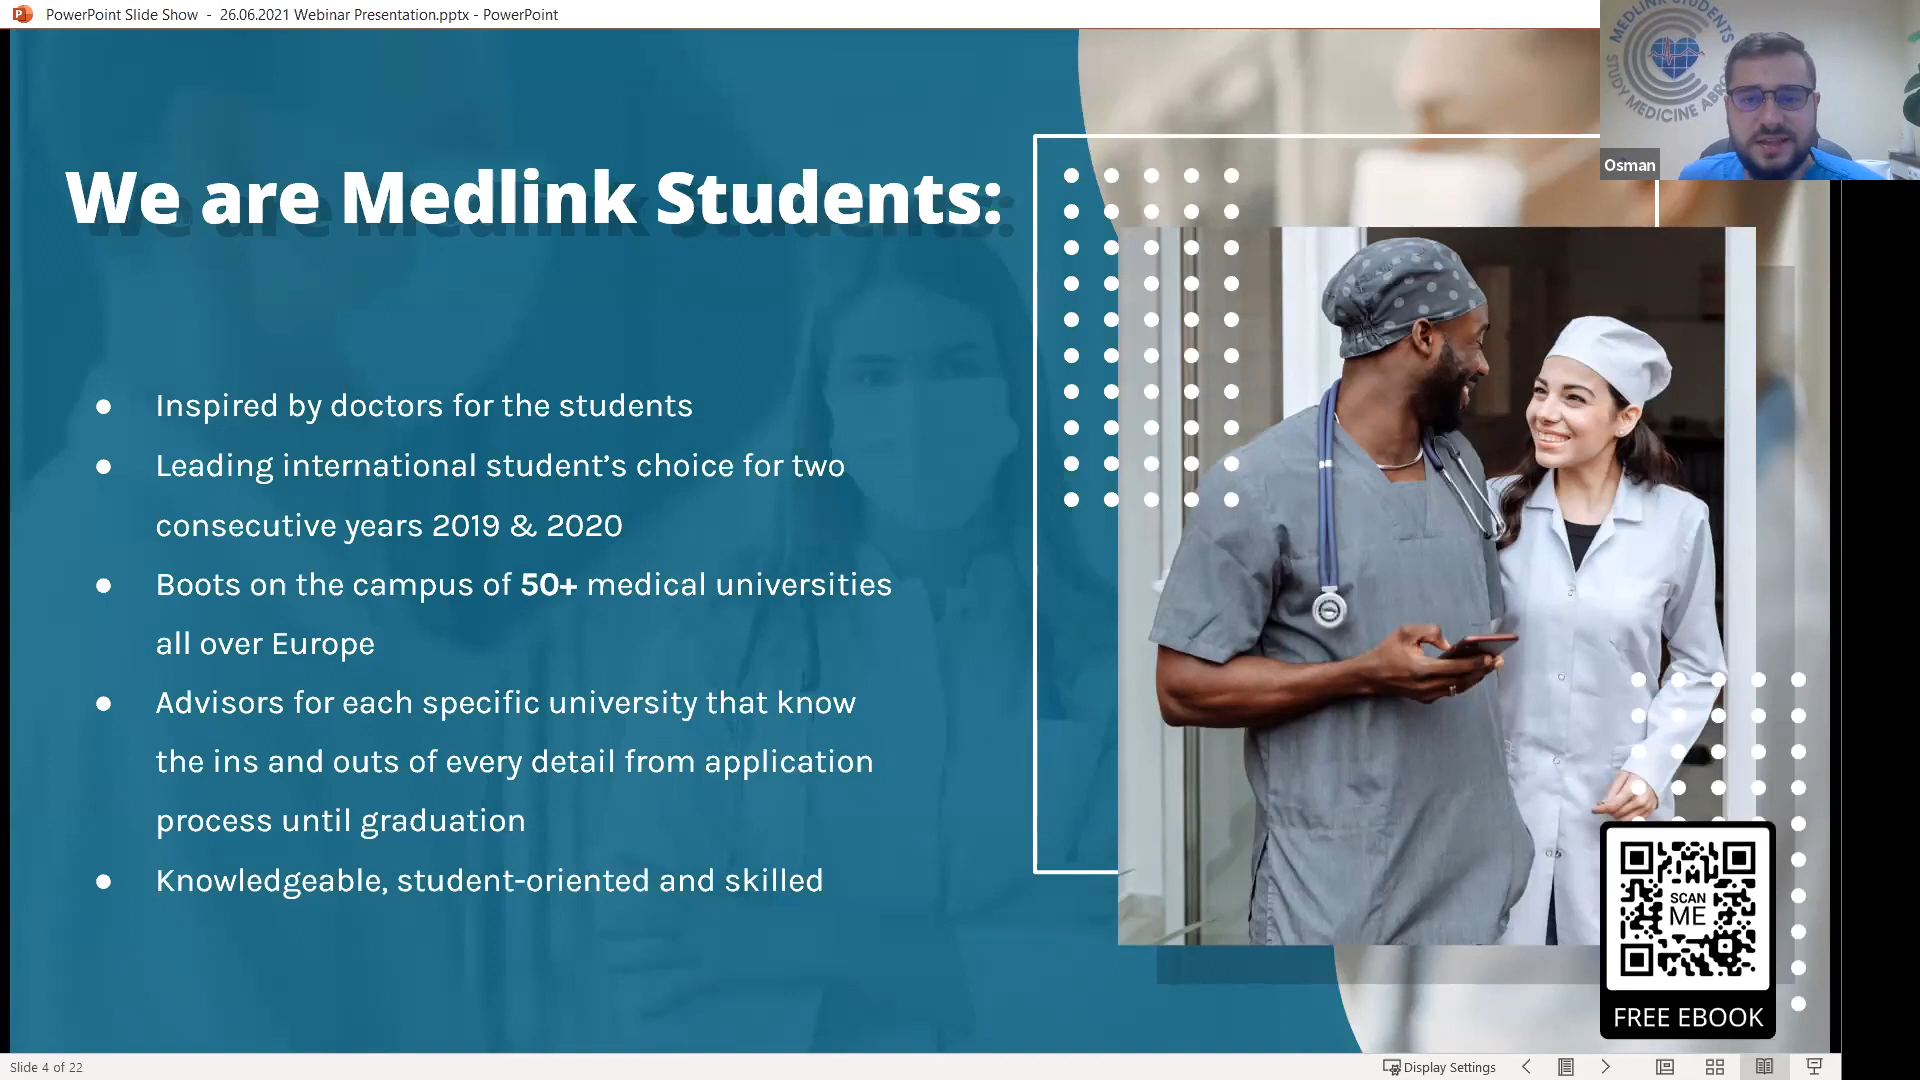 PowerPoint Slide Show - 26.06.2021 Webinar Presentation.pptx - PowerPoint
MEDLINK STUDENTS
STUDY MEDICINE
Osman
We are Medlink Students:
● Inspired by doctors for the students
● Leading international student’s choice for two
consecutive years 2019 & 2020
● Boots on the campus of 50+ medical universities
all over Europe
● Advisors for each specific university that know
the ins and outs of every detail from application
process until graduation
● Knowledgeable, student-oriented and skilled
SCAN
ME
FREE EBOOK
Slide 4 of 22
Display Settings